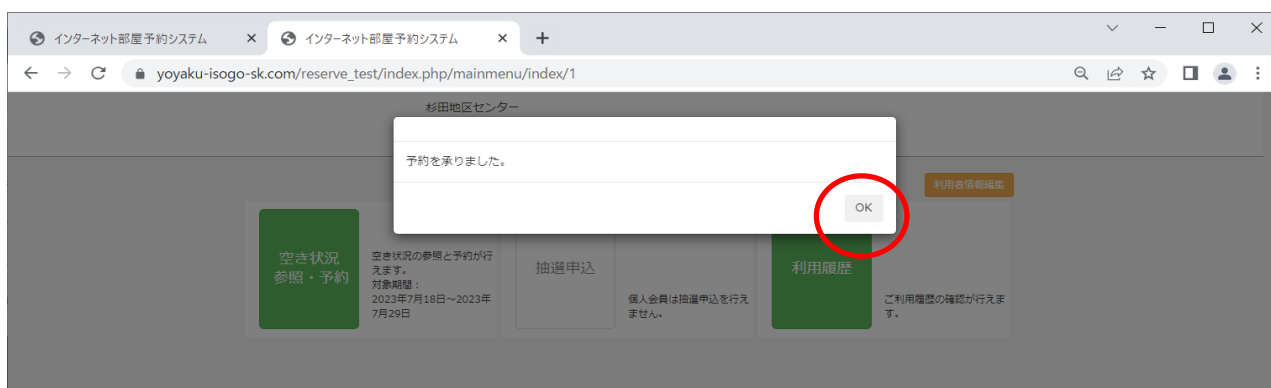 インターネット部屋予約システム
インターネット部屋予約システム
yoyaku-isogo-sk.com/reserve_test/index.php/mainmenu/index/1
杉田地区センター
予約を承りました。
OK
利用者情報編集
空き状況
参照・予約
空き状況の参照と予約が行
えます。
対象期間：
2023年7月18日～2023年
7月29日
抽選申込
個人会員は抽選申込を行え
ません。
利用履歴
ご利用履歴の確認が行えま
す。